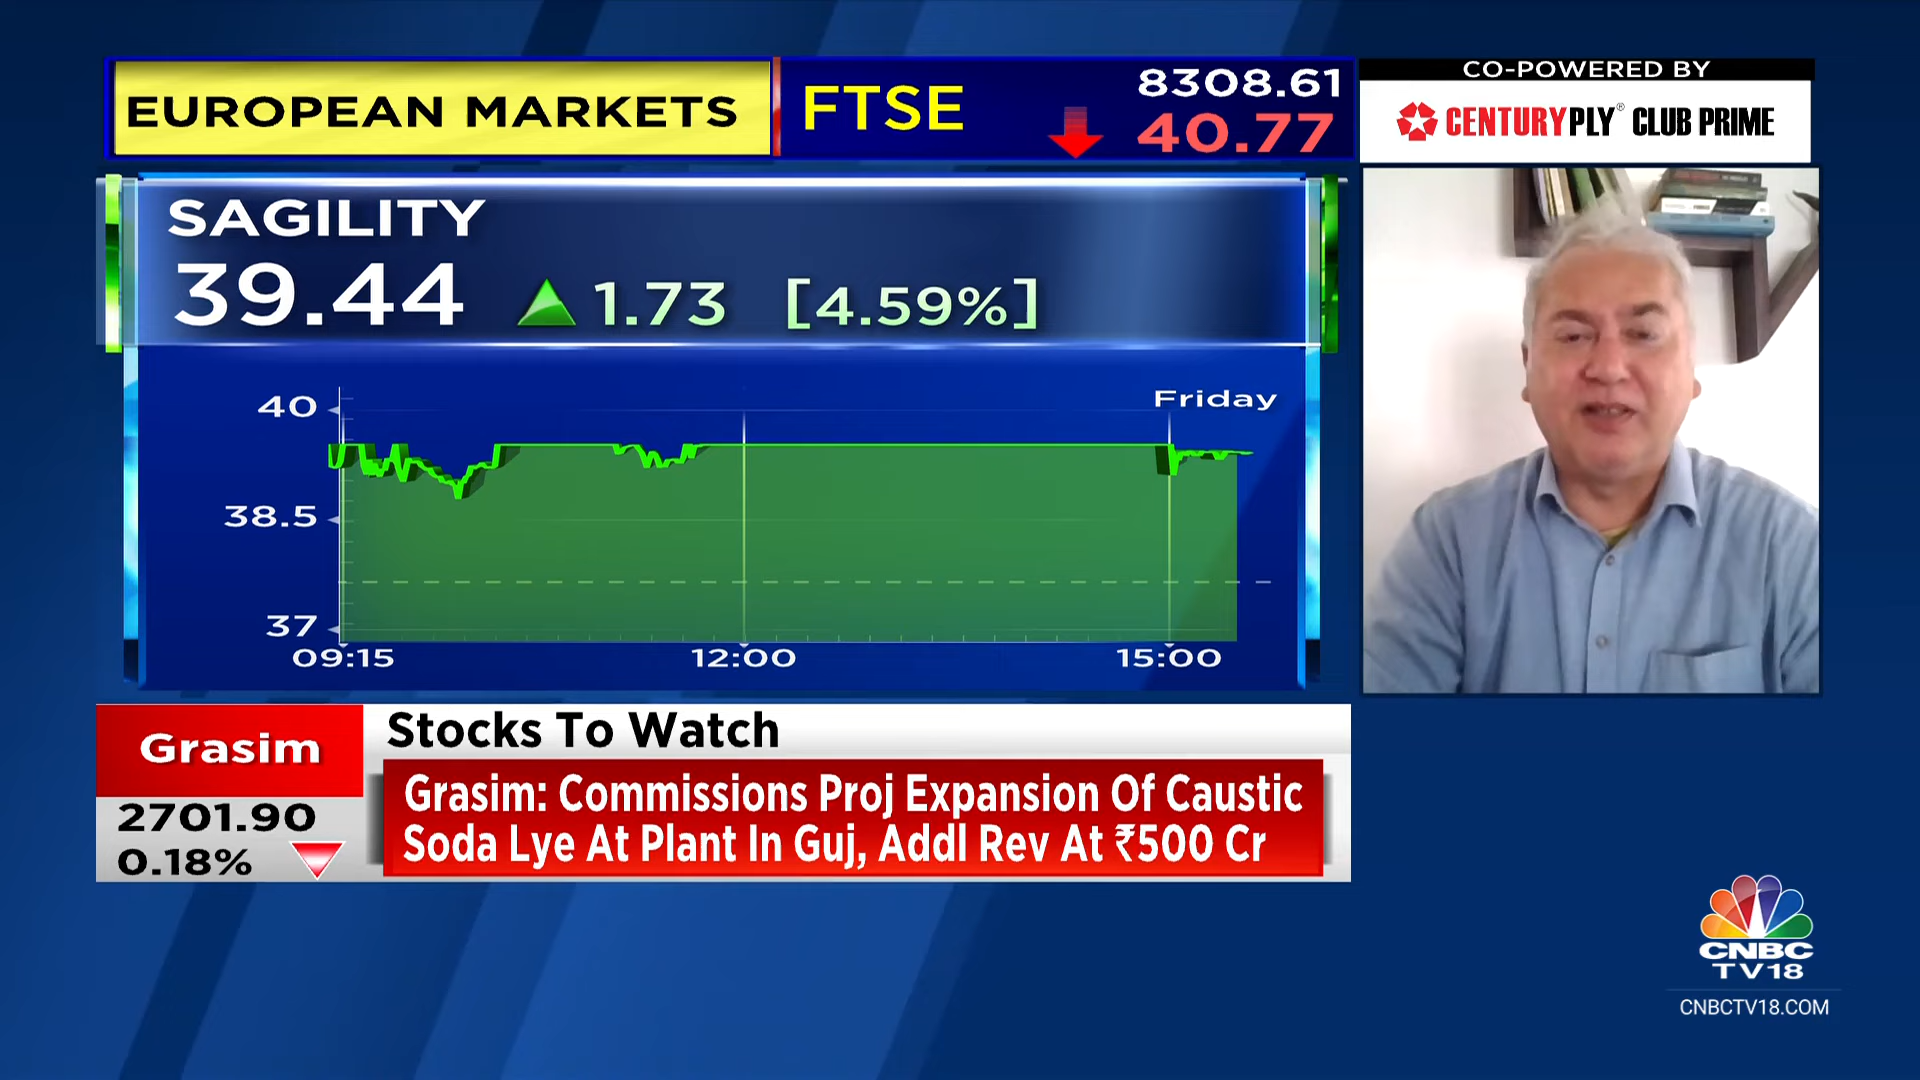 EUROPEAN MARKETS
FTSE
8308.61
40.77
CO-POWERED BY
CENTURYPLY® CLUB PRIME
SAGILITY
39.44 1.73 [4.59%]
Friday
40
38.5
37
09:15 12:00 15:00
Grasim
2701.90
0.18%
Stocks To Watch
Grasim: Commissions Proj Expansion Of Caustic
Soda Lye At Plant In Guj, Addl Rev At ₹500 Cr
CNBC
TV18
CNBCTV18.COM